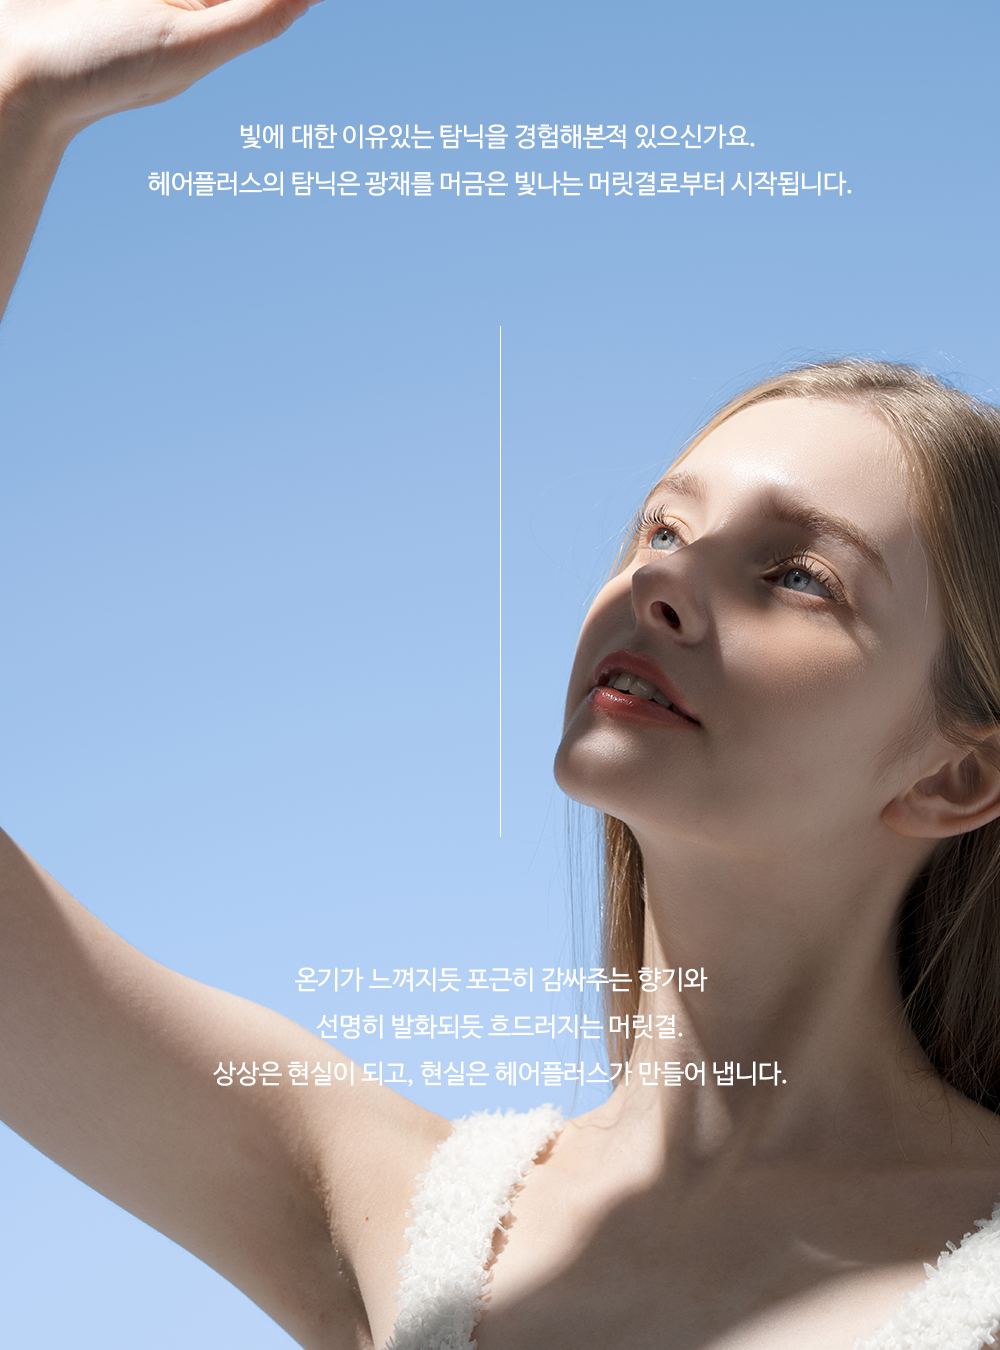 빛에 대한 이유있는 탐닉을 경험해본적 있으신가요.
헤어플러스의 탐닉은 광채를 머금은 빛나는 머릿결로부터 시작됩니다.
온기가 느껴지듯 포근히 감싸주는 향기와
선명히 발화되듯 흐드러지는 머릿결.
상상은 현실이 되고, 현실은 헤어플러스가 만들어 냅니다.